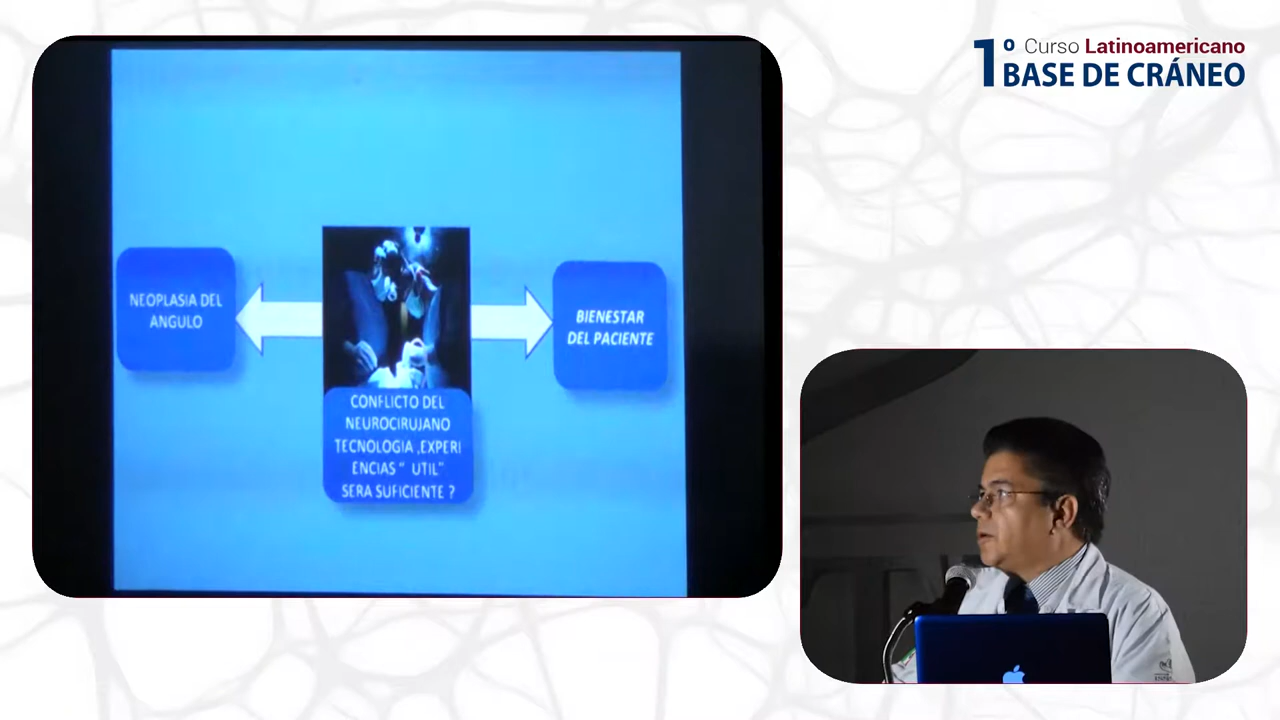 1º Curso Latinoamericano
BASE DE CRÁNEO
NEOPLASIA DEL
ANGULO
BIENESTAR
DEL PACIENTE
CONFLICTO DEL
NEUROCIRUJANO
TECNOLOGIA ,EXPERI
ENCIAS " UTIL"
SERA SUFICIENTE ?